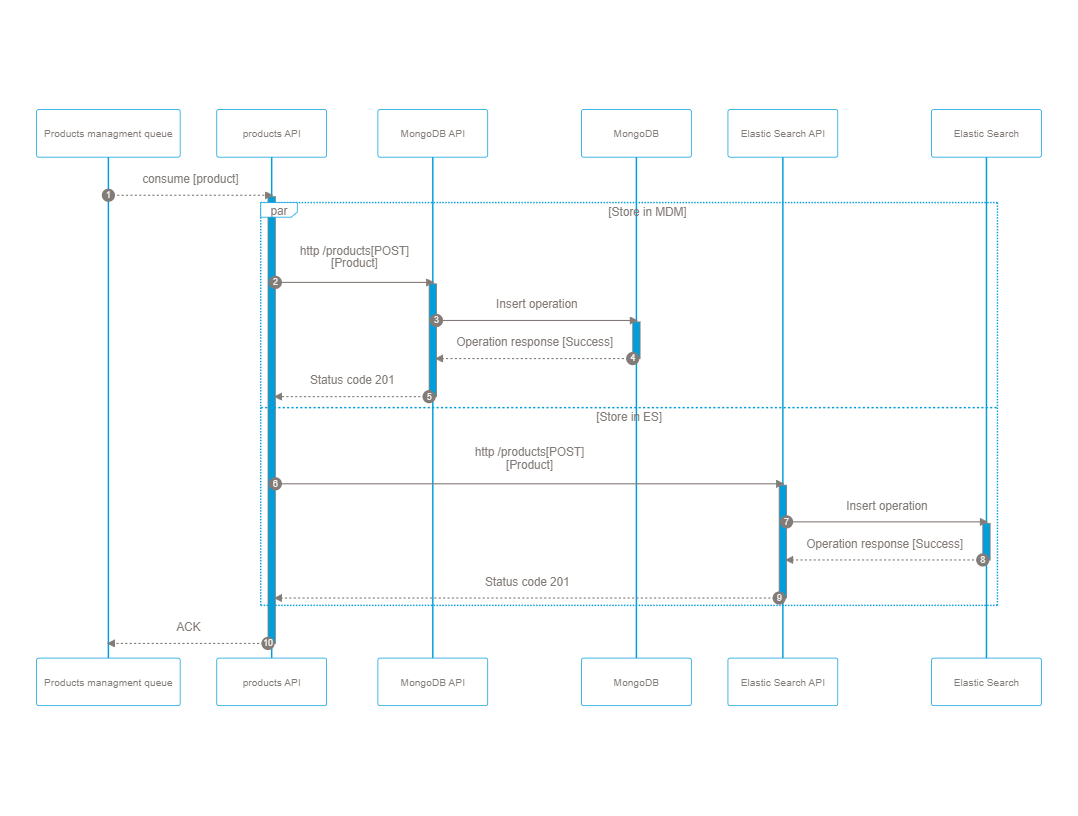 Products managment queue
products API
MongoDB API
MongoDB
Elastic Search API
Elastic Search
consume [product]
1
par
[Store in MDM]
http /products[POST]
[Product]
2
Insert operation
3
Operation response [Success]
4
Status code 201
5
[Store in ES]
http /products[POST]
[Product]
6
Insert operation
7
Operation response [Success]
8
Status code 201
9
ACK
10
Products managment queue
products API
MongoDB API
MongoDB
Elastic Search API
Elastic Search